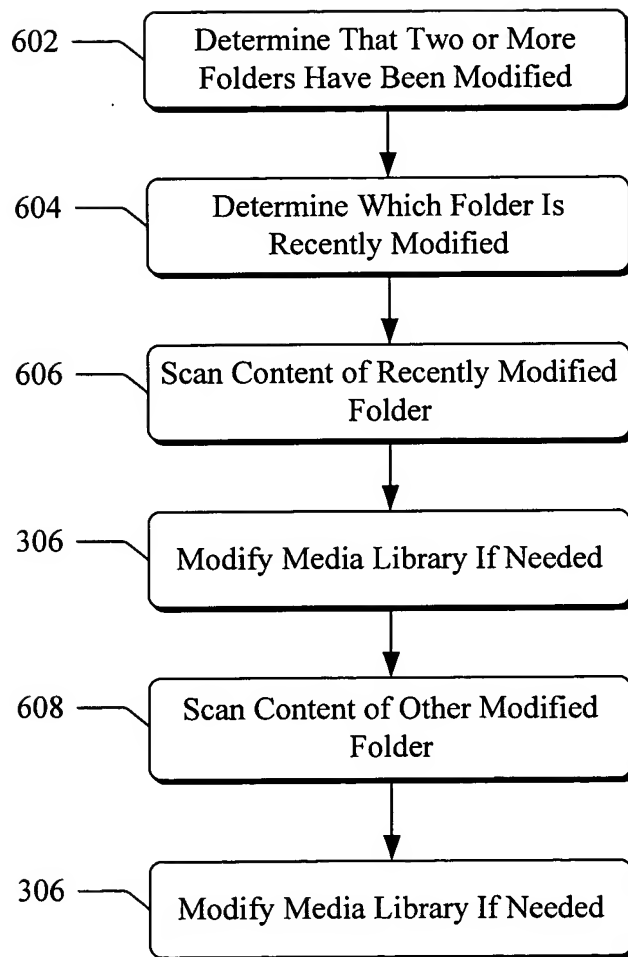 602
Determine That Two or More
Folders Have Been Modified
604
Determine Which Folder Is
Recently Modified
606
Scan Content of Recently Modified
Folder
306
Modify Media Library If Needed
608
Scan Content of Other Modified
Folder
306
Modify Media Library If Needed